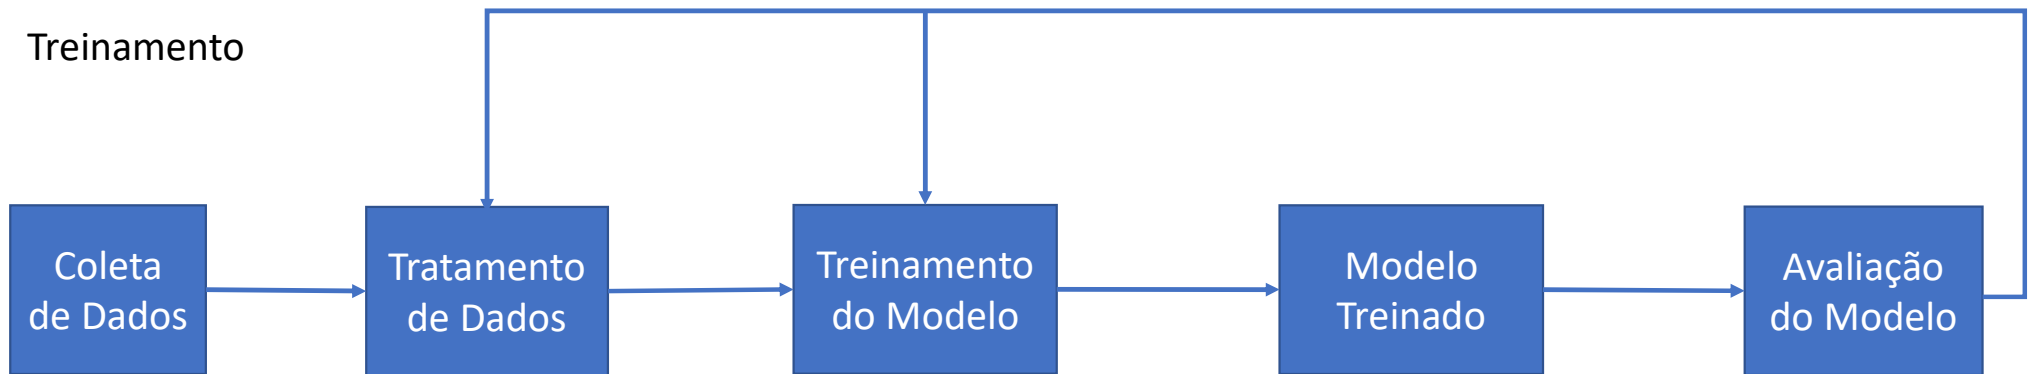 Treinamento
Coleta
de Dados
Tratamento
de Dados
Treinamento
do Modelo
Modelo
Treinado
Avaliação
do Modelo